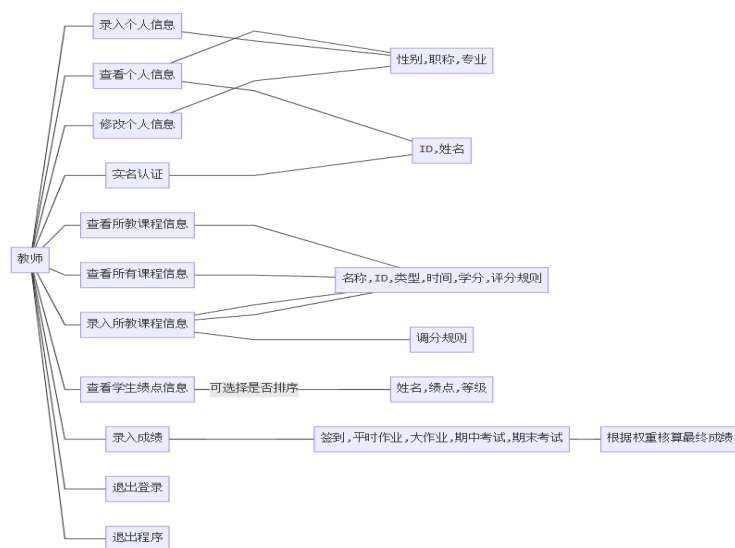 录入个人信息
性别,职称,专业
查看个人信息
修改个人信息
ID,姓名
实名认证
查看所教课程信息
教师
查看所有课程信息
名称,ID,类型,时间,学分,评分规则
录入所教课程信息
调分规则
查看学生绩点信息
可选择是否排序
姓名,绩点,等级
录入成绩
签到,平时作业,大作业,期中考试,期末考试
根据权重核算最终成绩
退出登录
退出程序